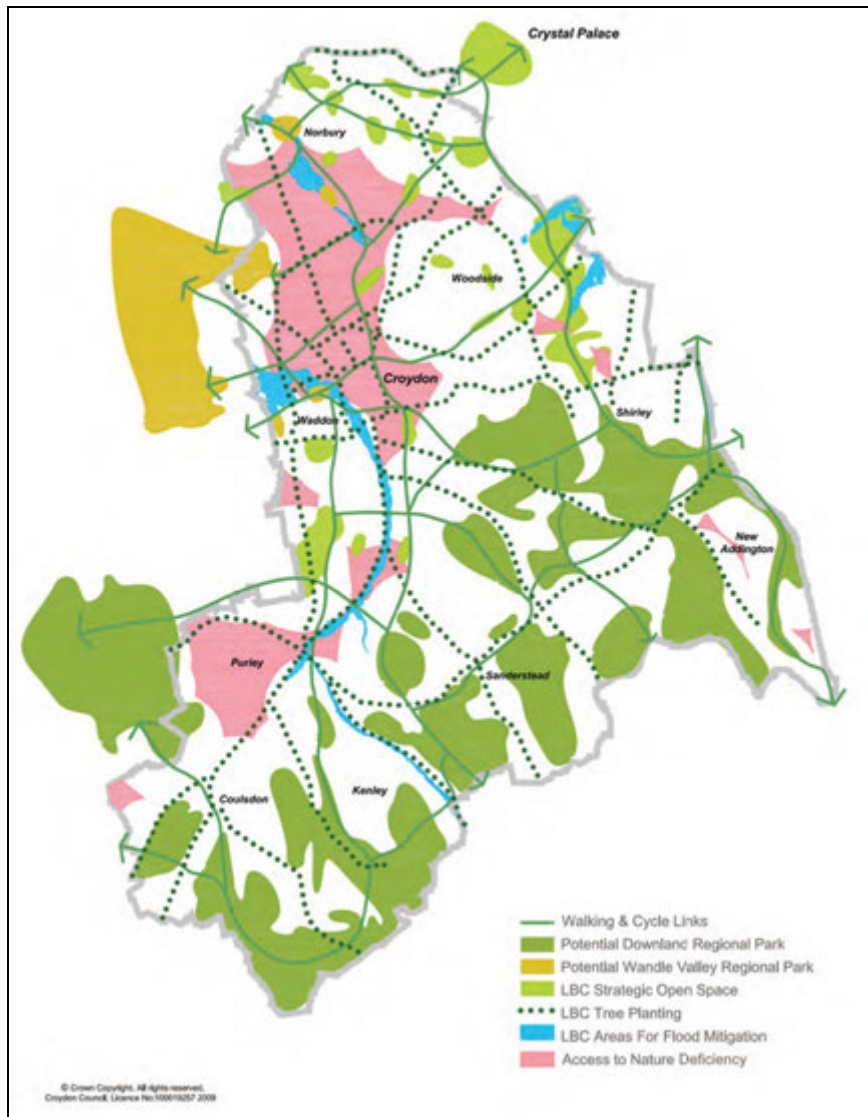 Crystal Palace
Norbury
Woodside
Croydon
Waddon
Shirley
New
Addington
Purley
Sanderstead
Coulsdon
Kenley
Walking & Cycle Links
Potential Downlanc Regional Park
Potential Wandle Valley Regional Park
LBC Strategic Open Space
LBC Tree Planting
LBC Areas For Flood Mitigation
Access to Nature Deficiency
© Crown Copyright. All rights reserved.
Croydon Council. Licence No:100019257 2009